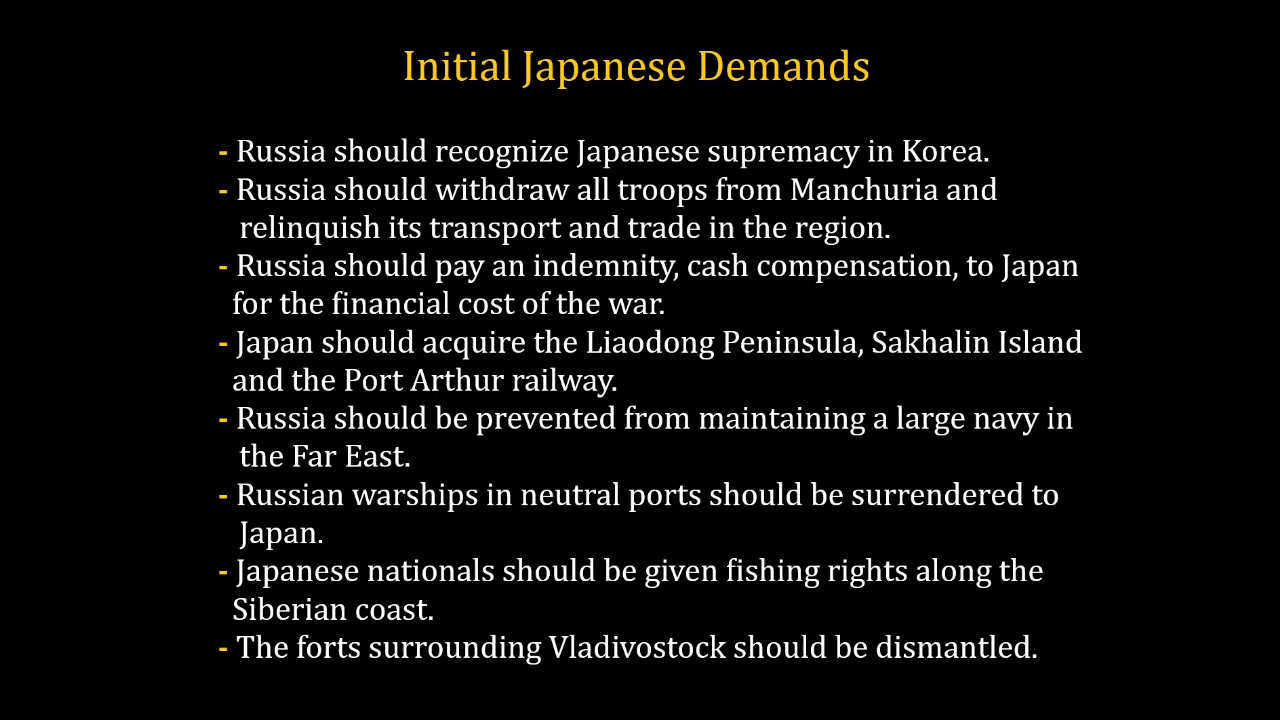 Initial Japanese Demands
- Russia should recognize Japanese supremacy in Korea.
- Russia should withdraw all troops from Manchuria and
relinquish its transport and trade in the region.
- Russia should pay an indemnity, cash compensation, to Japan
for the financial cost of the war.
- Japan should acquire the Liaodong Peninsula, Sakhalin Island
and the Port Arthur railway.
- Russia should be prevented from maintaining a large navy in
the Far East.
- Russian warships in neutral ports should be surrendered to
Japan.
- Japanese nationals should be given fishing rights along the
Siberian coast.
- The forts surrounding Vladivostock should be dismantled.